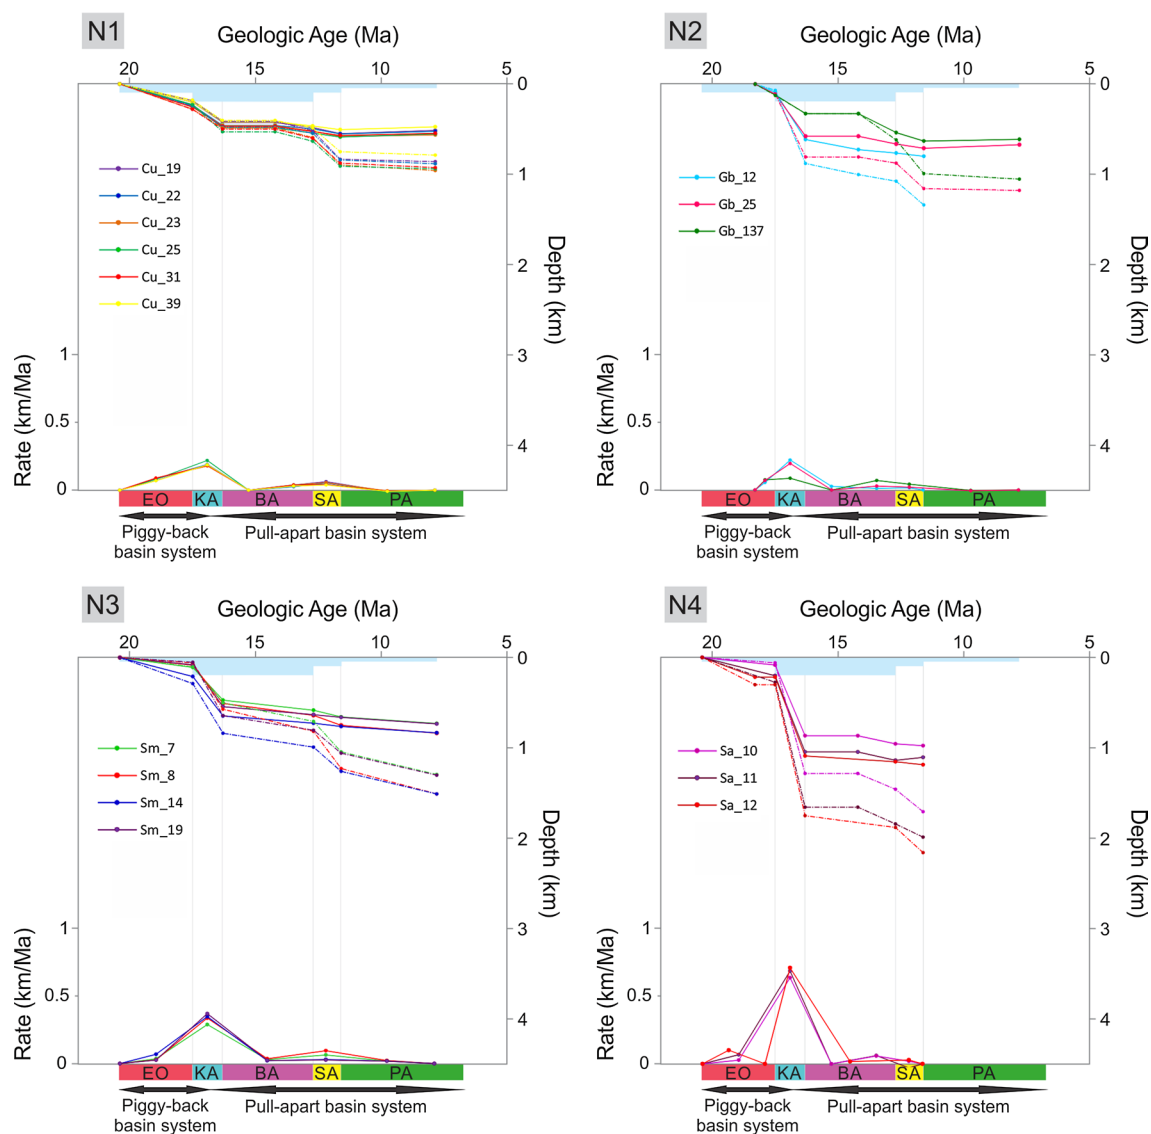 N1
Geologic Age (Ma)
20 15 10 5
0
1
2
3
4
Depth (km)
Cu_19
Cu_22
Cu_23
Cu_25
Cu_31
Cu_39
Rate (km/Ma)
1
0.5
0
EO KA BA SA PA
Piggy-back
basin system
Pull-apart basin system
N2
Geologic Age (Ma)
20 15 10 5
0
1
2
3
4
Depth (km)
Gb_12
Gb_25
Gb_137
Rate (km/Ma)
1
0.5
0
EO KA BA SA PA
Piggy-back
basin system
Pull-apart basin system
N3
Geologic Age (Ma)
20 15 10 5
0
1
2
3
4
Depth (km)
Sm_7
Sm_8
Sm_14
Sm_19
Rate (km/Ma)
1
0.5
0
EO KA BA SA PA
Piggy-back
basin system
Pull-apart basin system
N4
Geologic Age (Ma)
20 15 10 5
0
1
2
3
4
Depth (km)
Sa_10
Sa_11
Sa_12
Rate (km/Ma)
1
0.5
0
EO KA BA SA PA
Piggy-back
basin system
Pull-apart basin system